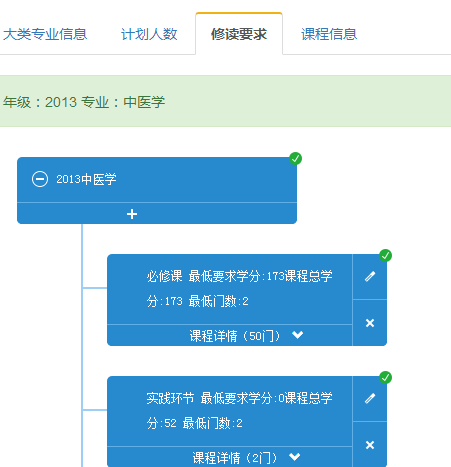 大类专业信息 计划人数 修读要求 课程信息
年级：2013 专业：中医学
2013中医学
必修课 最低要求学分:173课程总学
分:173 最低门数:2
课程详情（50门）
实践环节 最低要求学分:0课程总学
分:52 最低门数:2
课程详情（2门）